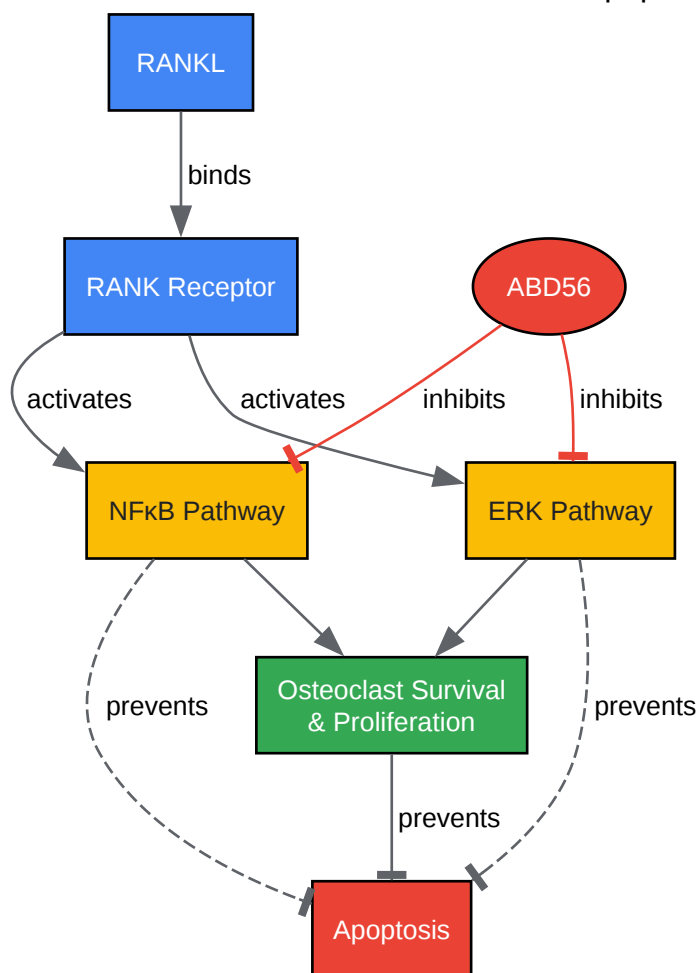 RANKL
binds
RANK Receptor
ABD56
activates
activates
inhibits
inhibits
NFκB Pathway
ERK Pathway
Osteoclast Survival
& Proliferation
prevents
prevents
prevents
Apoptosis